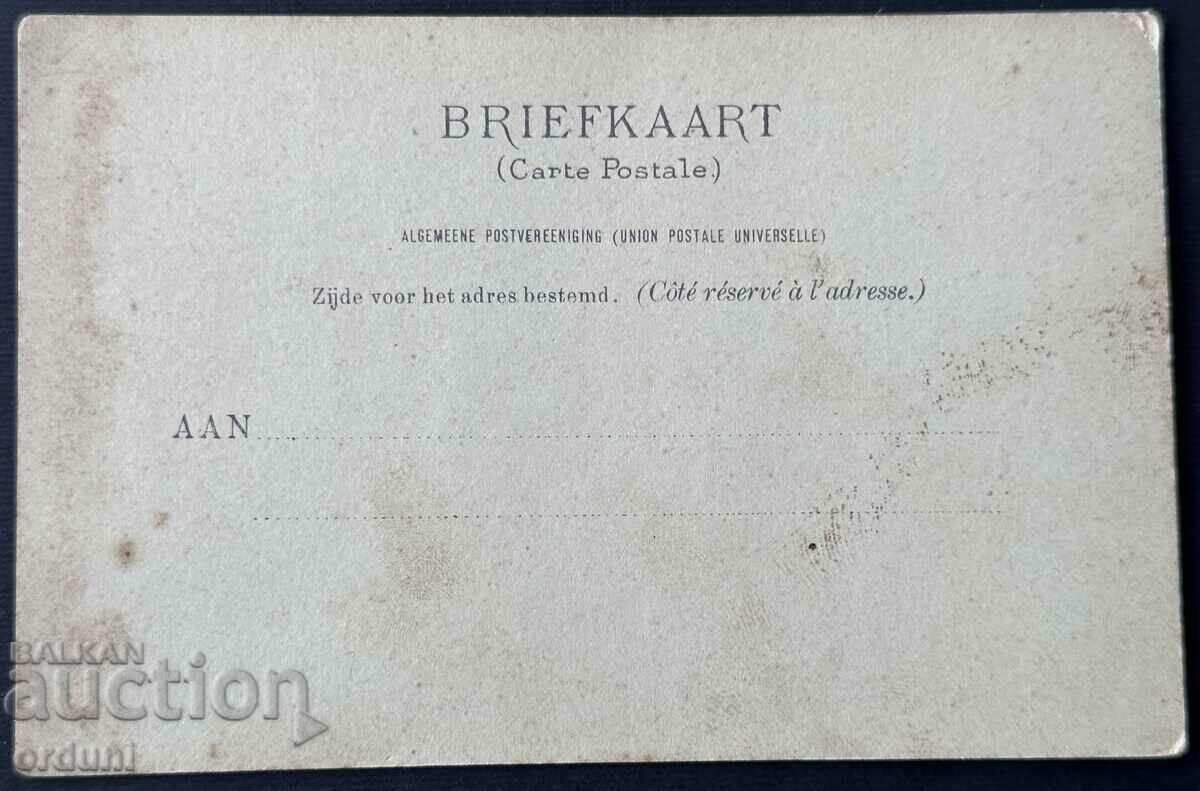 BRIEFKAART
(Carte Postale.)
ALGEMEENE POSTVEREENIGING (UNION POSTALE UNIVERSELLE)
Zijde voor het adres bestemd. (Côté réservé à l'adresse.)
AAN
BALKAN
auction
orduni